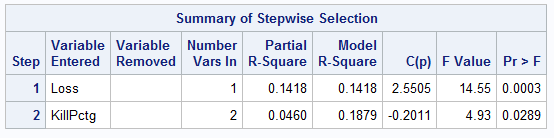 Summary of Stepwise Selection
Step Variable Entered Variable Removed Number Vars In Partial R-Square Model R-Square C(p) F Value Pr > F
1 Loss 1 0.1418 0.1418 2.5505 14.55 0.0003
2 KillPctg 2 0.0460 0.1879 -0.2011 4.93 0.0289